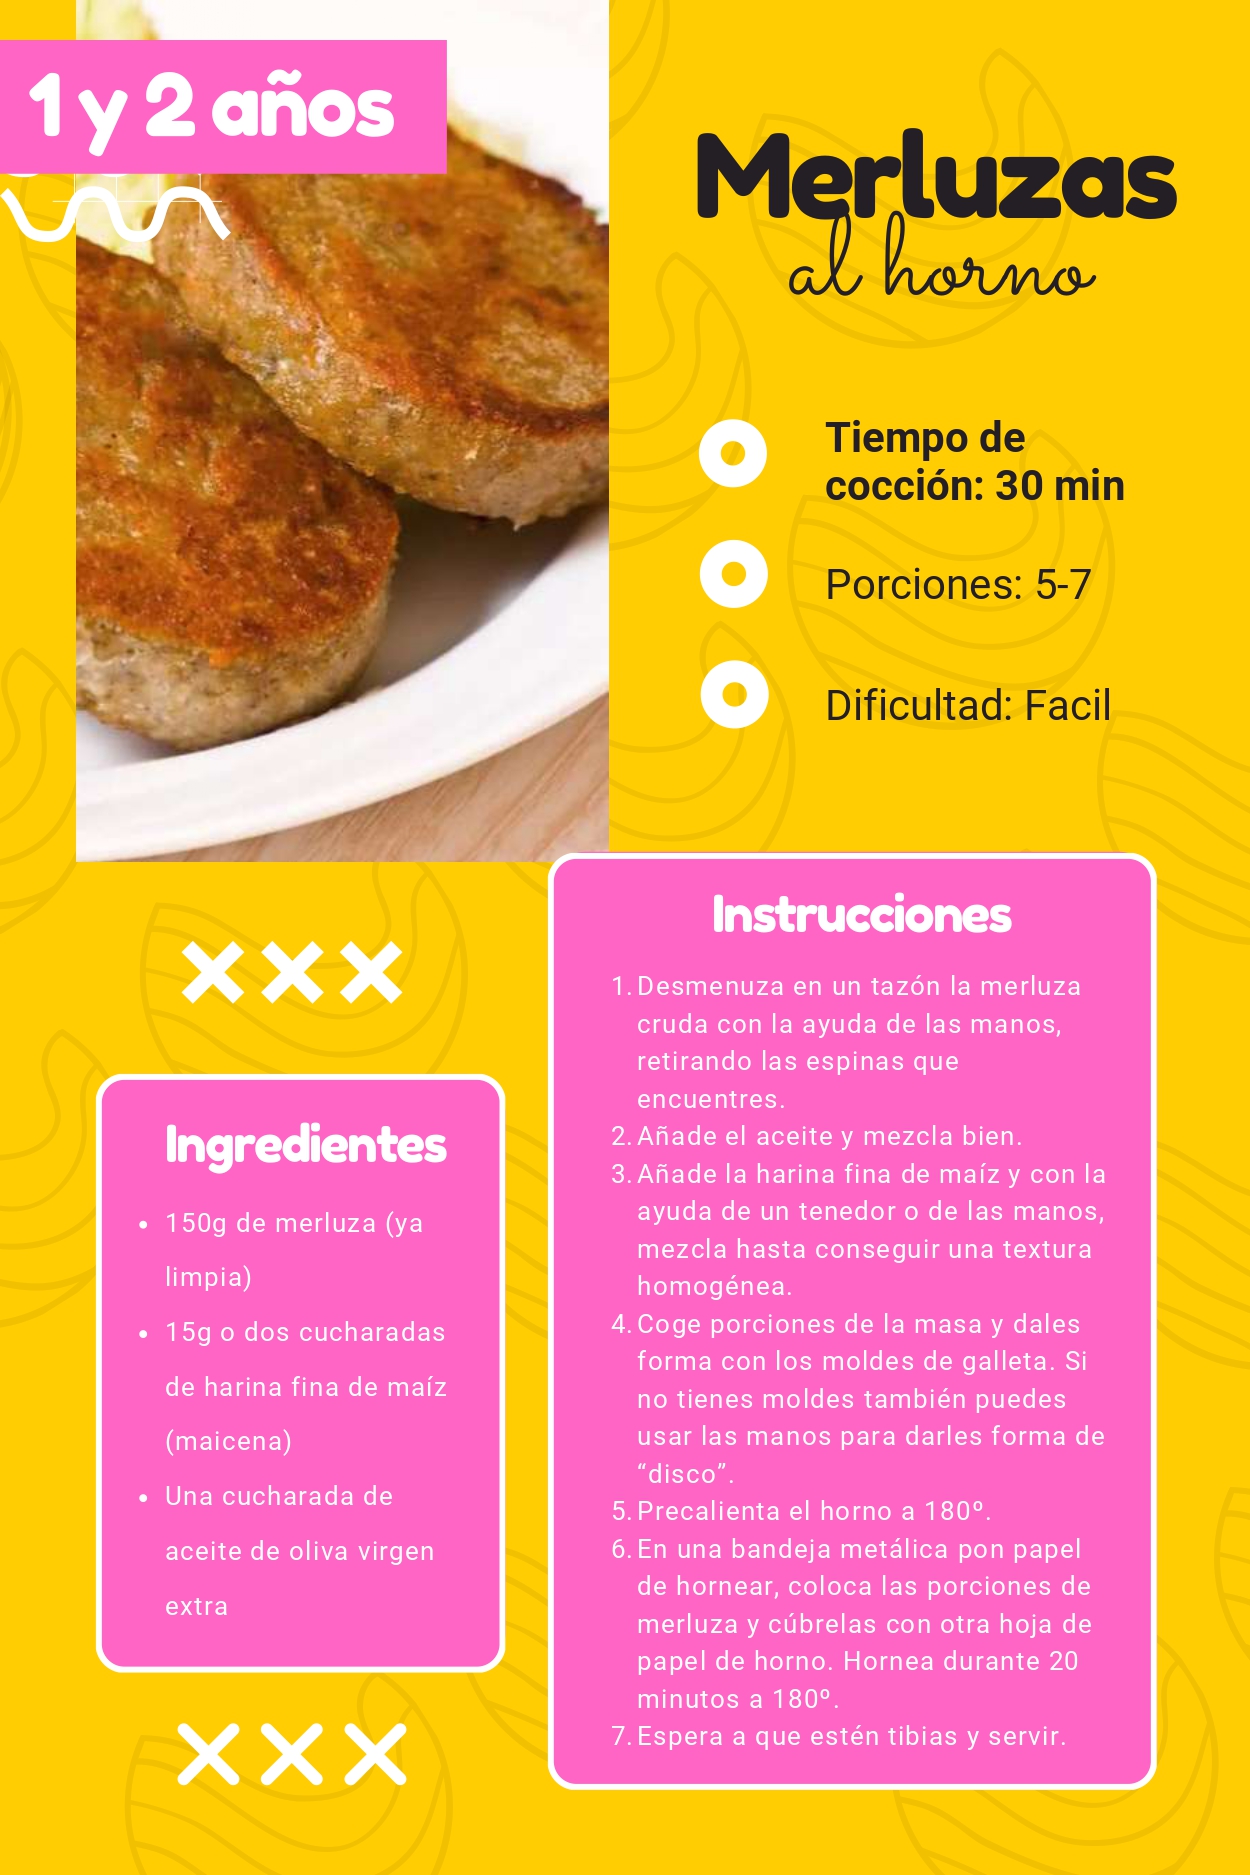 1 y 2 años
Merluzas
al horno
Tiempo de
cocción: 30 min
Porciones: 5-7
Dificultad: Facil
Ingredientes
• 150g de merluza (ya
limpia)
• 15g o dos cucharadas
de harina fina de maíz
(maicena)
• Una cucharada de
aceite de oliva virgen
extra
Instrucciones
1. Desmenuza en un tazón la merluza
cruda con la ayuda de las manos,
retirando las espinas que
encuentres.
2. Añade el aceite y mezcla bien.
3. Añade la harina fina de maíz y con la
ayuda de un tenedor o de las manos,
mezcla hasta conseguir una textura
homogénea.
4. Coge porciones de la masa y dales
forma con los moldes de galleta. Si
no tienes moldes también puedes
usar las manos para darles forma de
“disco”.
5. Precalienta el horno a 180º.
6. En una bandeja metálica pon papel
de hornear, coloca las porciones de
merluza y cúbrelas con otra hoja de
papel de horno. Hornea durante 20
minutos a 180º.
7. Espera a que estén tibias y servir.